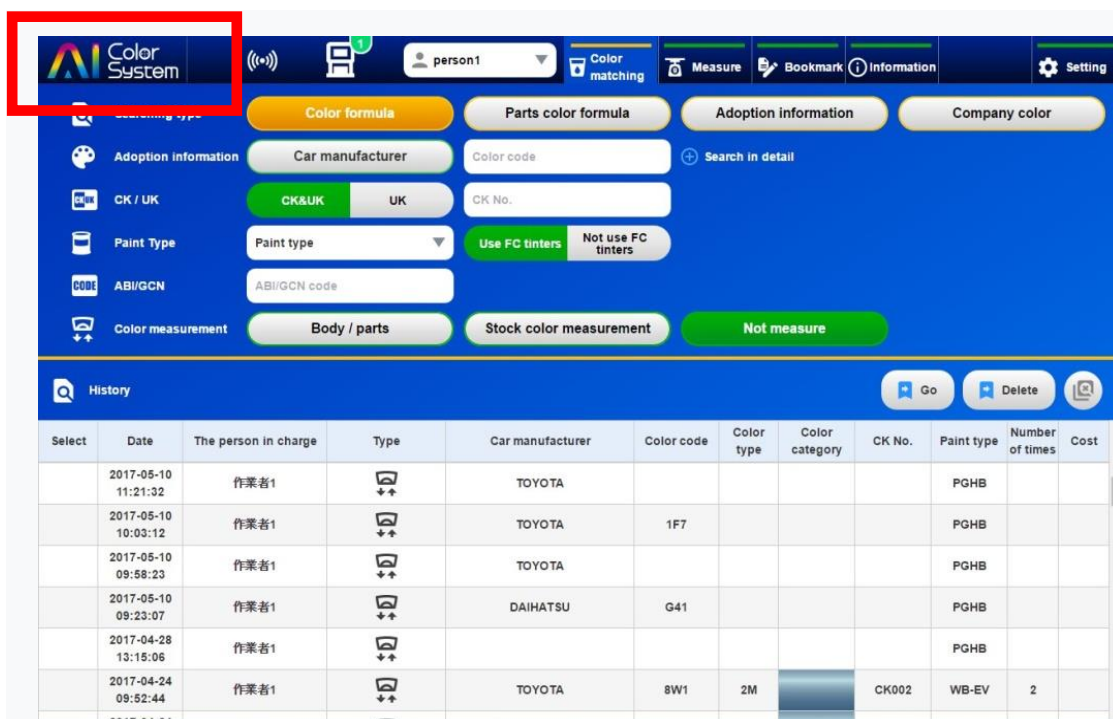 AI Color System
1
person1
Color matching
Measure
Bookmark
Information
Setting
Searching type
Color formula
Parts color formula
Adoption information
Company color
Adoption information
Car manufacturer
Color code
Search in detail
CK UK
CK / UK
CK&UK
UK
CK No.
Paint Type
Paint type
Use FC tinters
Not use FC tinters
CODE
ABI/GCN
ABI/GCN code
Color measurement
Body / parts
Stock color measurement
Not measure
History
Go
Delete
Select Date The person in charge Type Car manufacturer Color code Color type Color category CK No. Paint type Number of times Cost
2017-05-10 11:21:32 作業者1 TOYOTA PGHB
2017-05-10 10:03:12 作業者1 TOYOTA 1F7 PGHB
2017-05-10 09:58:23 作業者1 TOYOTA PGHB
2017-05-10 09:23:07 作業者1 DAIHATSU G41 PGHB
2017-04-28 13:15:06 作業者1 PGHB
2017-04-24 09:52:44 作業者1 TOYOTA 8W1 2M CK002 WB-EV 2